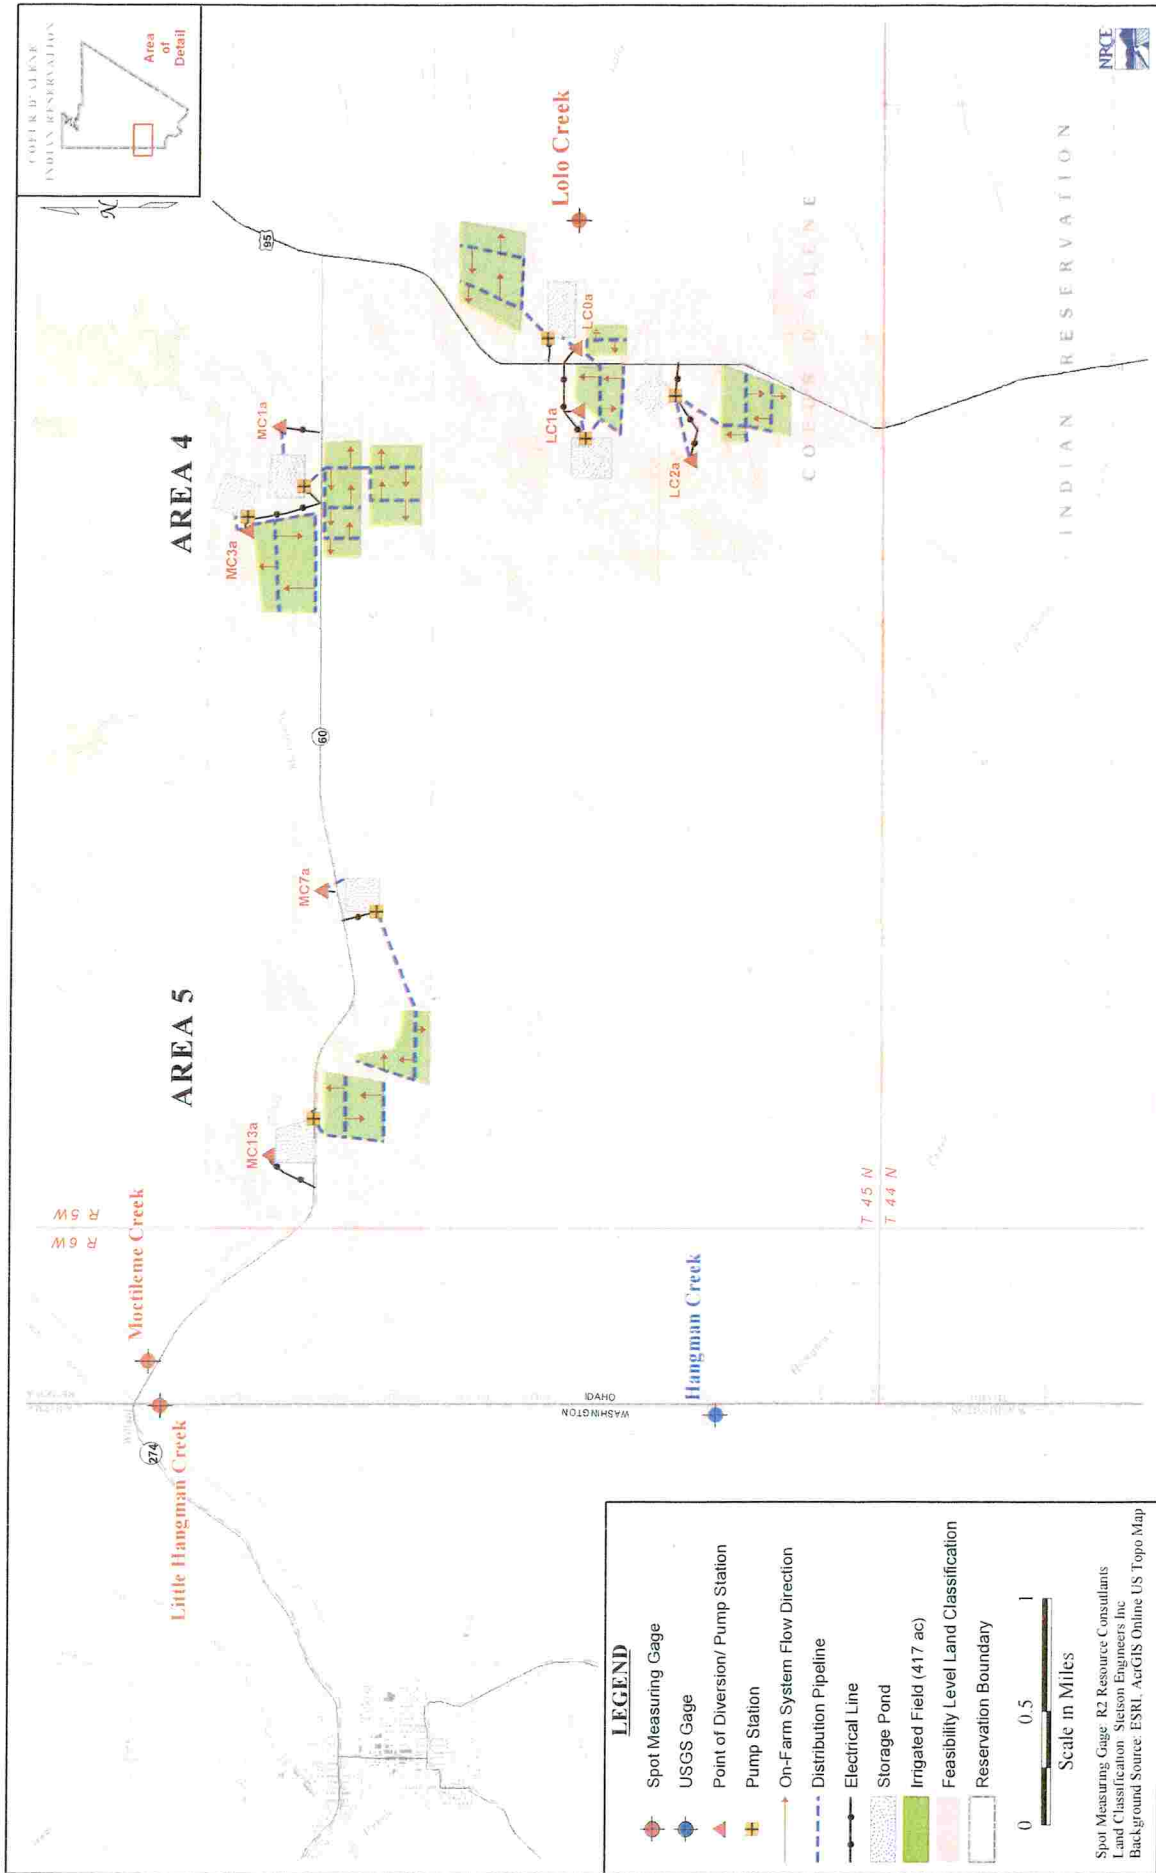 COEUR D'ALENE
INDIAN RESERVATION
Area
of
Detail
N
95
AREA 4
MC1a
MC3a
Lolo Creek
LC0a
LC1a
LC2a
COEUR D'ALENE
INDIAN RESERVATION
NRCE
60
AREA 5
MC7a
MC13a
R 5W
R 6W
T 45 N
T 44 N
Moctileme Creek
Little Hangman Creek
274
Hangman Creek
IDAHO
WASHINGTON
Hangman
LEGEND
Spot Measuring Gage
USGS Gage
Point of Diversion/ Pump Station
Pump Station
On-Farm System Flow Direction
Distribution Pipeline
Electrical Line
Storage Pond
Irrigated Field (417 ac)
Feasibility Level Land Classification
Reservation Boundary
0 0.5 1
Scale in Miles
Spot Measuring Gage: R2 Resource Consultants
Land Classification: Stetson Engineers Inc
Background Source: ESRI, AcrGIS Online US Topo Map